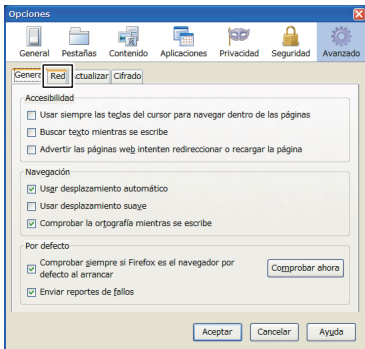 Opciones
General Pestañas Contenido Aplicaciones Privacidad Seguridad Avanzado
Genera Red ctualizar Cifrado
Accesibilidad
Usar siempre las teclas del cursor para navegar dentro de las páginas
Buscar texto mientras se escribe
Advertir las páginas web intenten redireccionar o recargar la página
Navegación
Usar desplazamiento automático
Usar desplazamiento suave
Comprobar la ortografía mientras se escribe
Por defecto
Comprobar siempre si Firefox es el navegador por
defecto al arrancar
Comprobar ahora
Enviar reportes de fallos
Aceptar Cancelar Ayuda